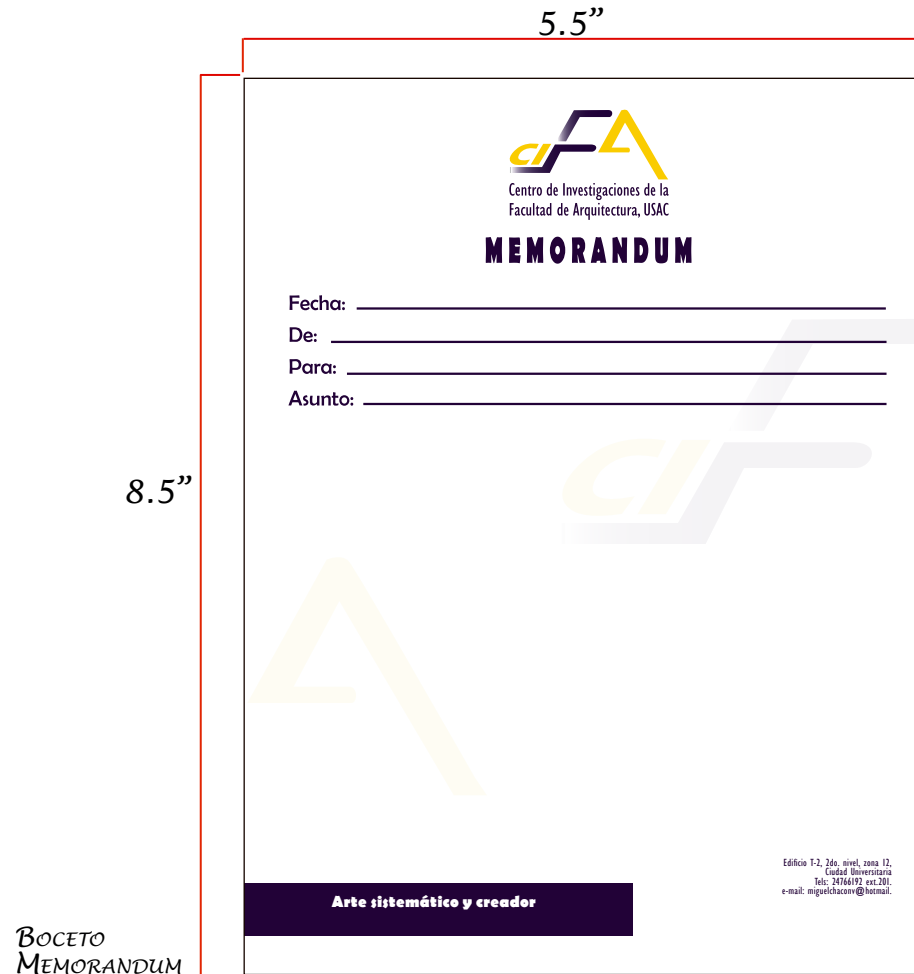 5.5”
CIFA
Centro de Investigaciones de la
Facultad de Arquitectura, USAC
MEMORANDUM
Fecha:
De:
Para:
Asunto:
CIF
8.5”
A
Edificio T-2, 2do. nivel, zona 12,
Ciudad Universitaria
Tels: 24766192 ext.201.
e-mail: miguelchaconv@hotmail.
Arte sistemático y creador
BOCETO
MEMORANDUM